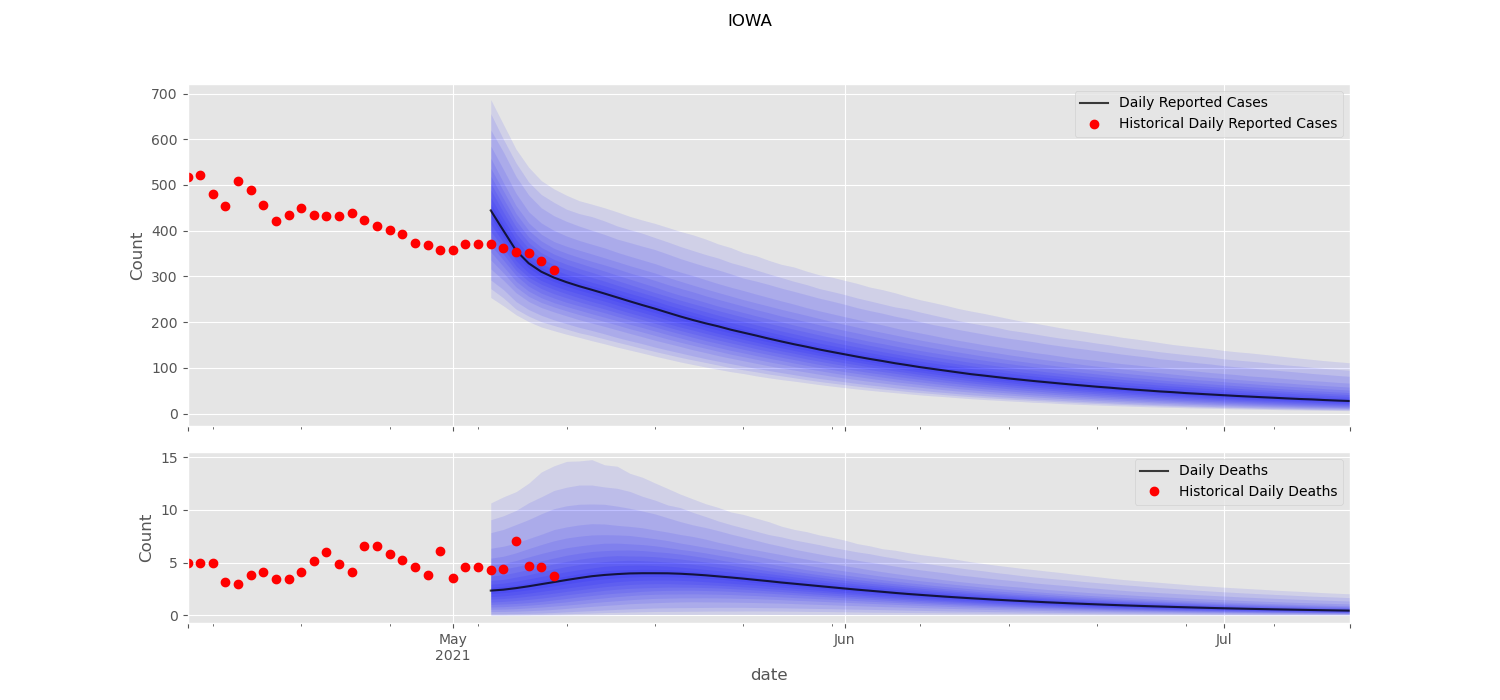 IOWA
700
600
500
400
300
200
100
0
Count
Daily Reported Cases
Historical Daily Reported Cases
15
10
5
0
Count
Daily Deaths
Historical Daily Deaths
May
2021
Jun
Jul
date